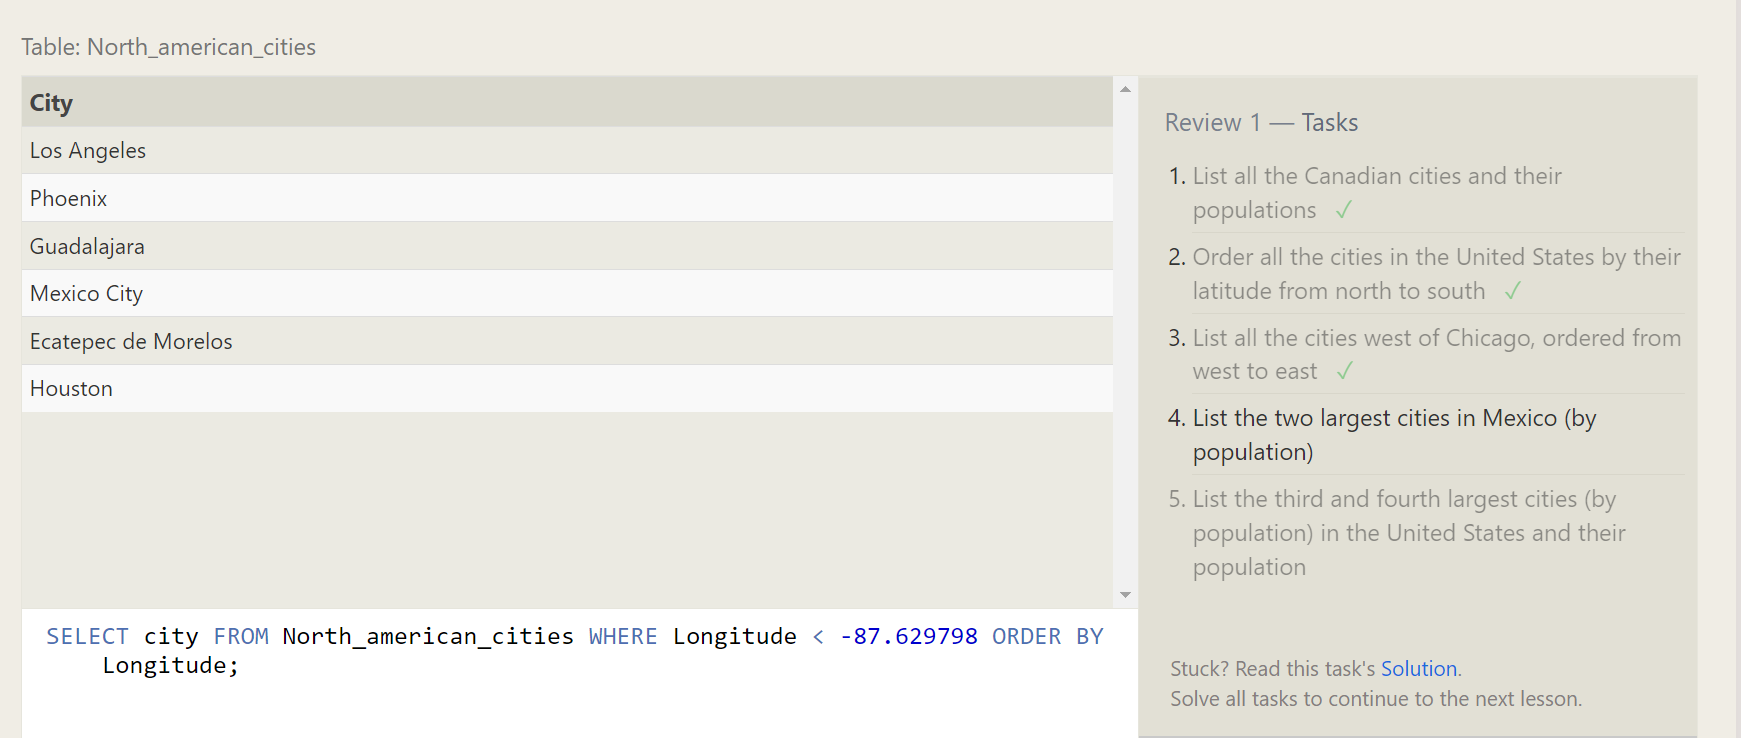 Table: North_american_cities
City
Los Angeles
Phoenix
Guadalajara
Mexico City
Ecatepec de Morelos
Houston
SELECT city FROM North_american_cities WHERE Longitude < -87.629798 ORDER BY
Longitude;
Review 1 — Tasks
1. List all the Canadian cities and their
populations ✓
2. Order all the cities in the United States by their
latitude from north to south ✓
3. List all the cities west of Chicago, ordered from
west to east ✓
4. List the two largest cities in Mexico (by
population)
5. List the third and fourth largest cities (by
population) in the United States and their
population
Stuck? Read this task's Solution.
Solve all tasks to continue to the next lesson.